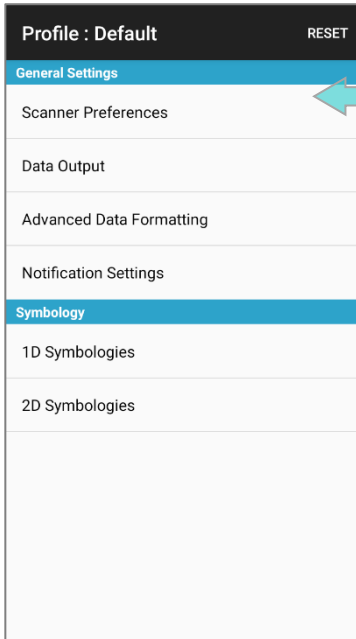 Profile : Default RESET
General Settings
Scanner Preferences
Data Output
Advanced Data Formatting
Notification Settings
Symbology
1D Symbologies
2D Symbologies